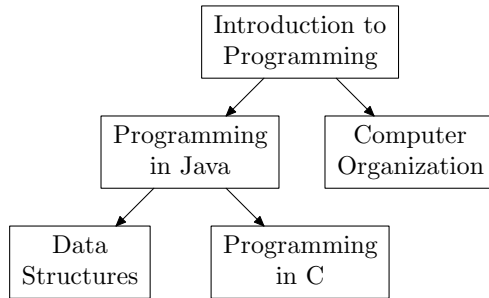 Introduction to
Programming
Programming
in Java
Computer
Organization
Data
Structures
Programming
in C